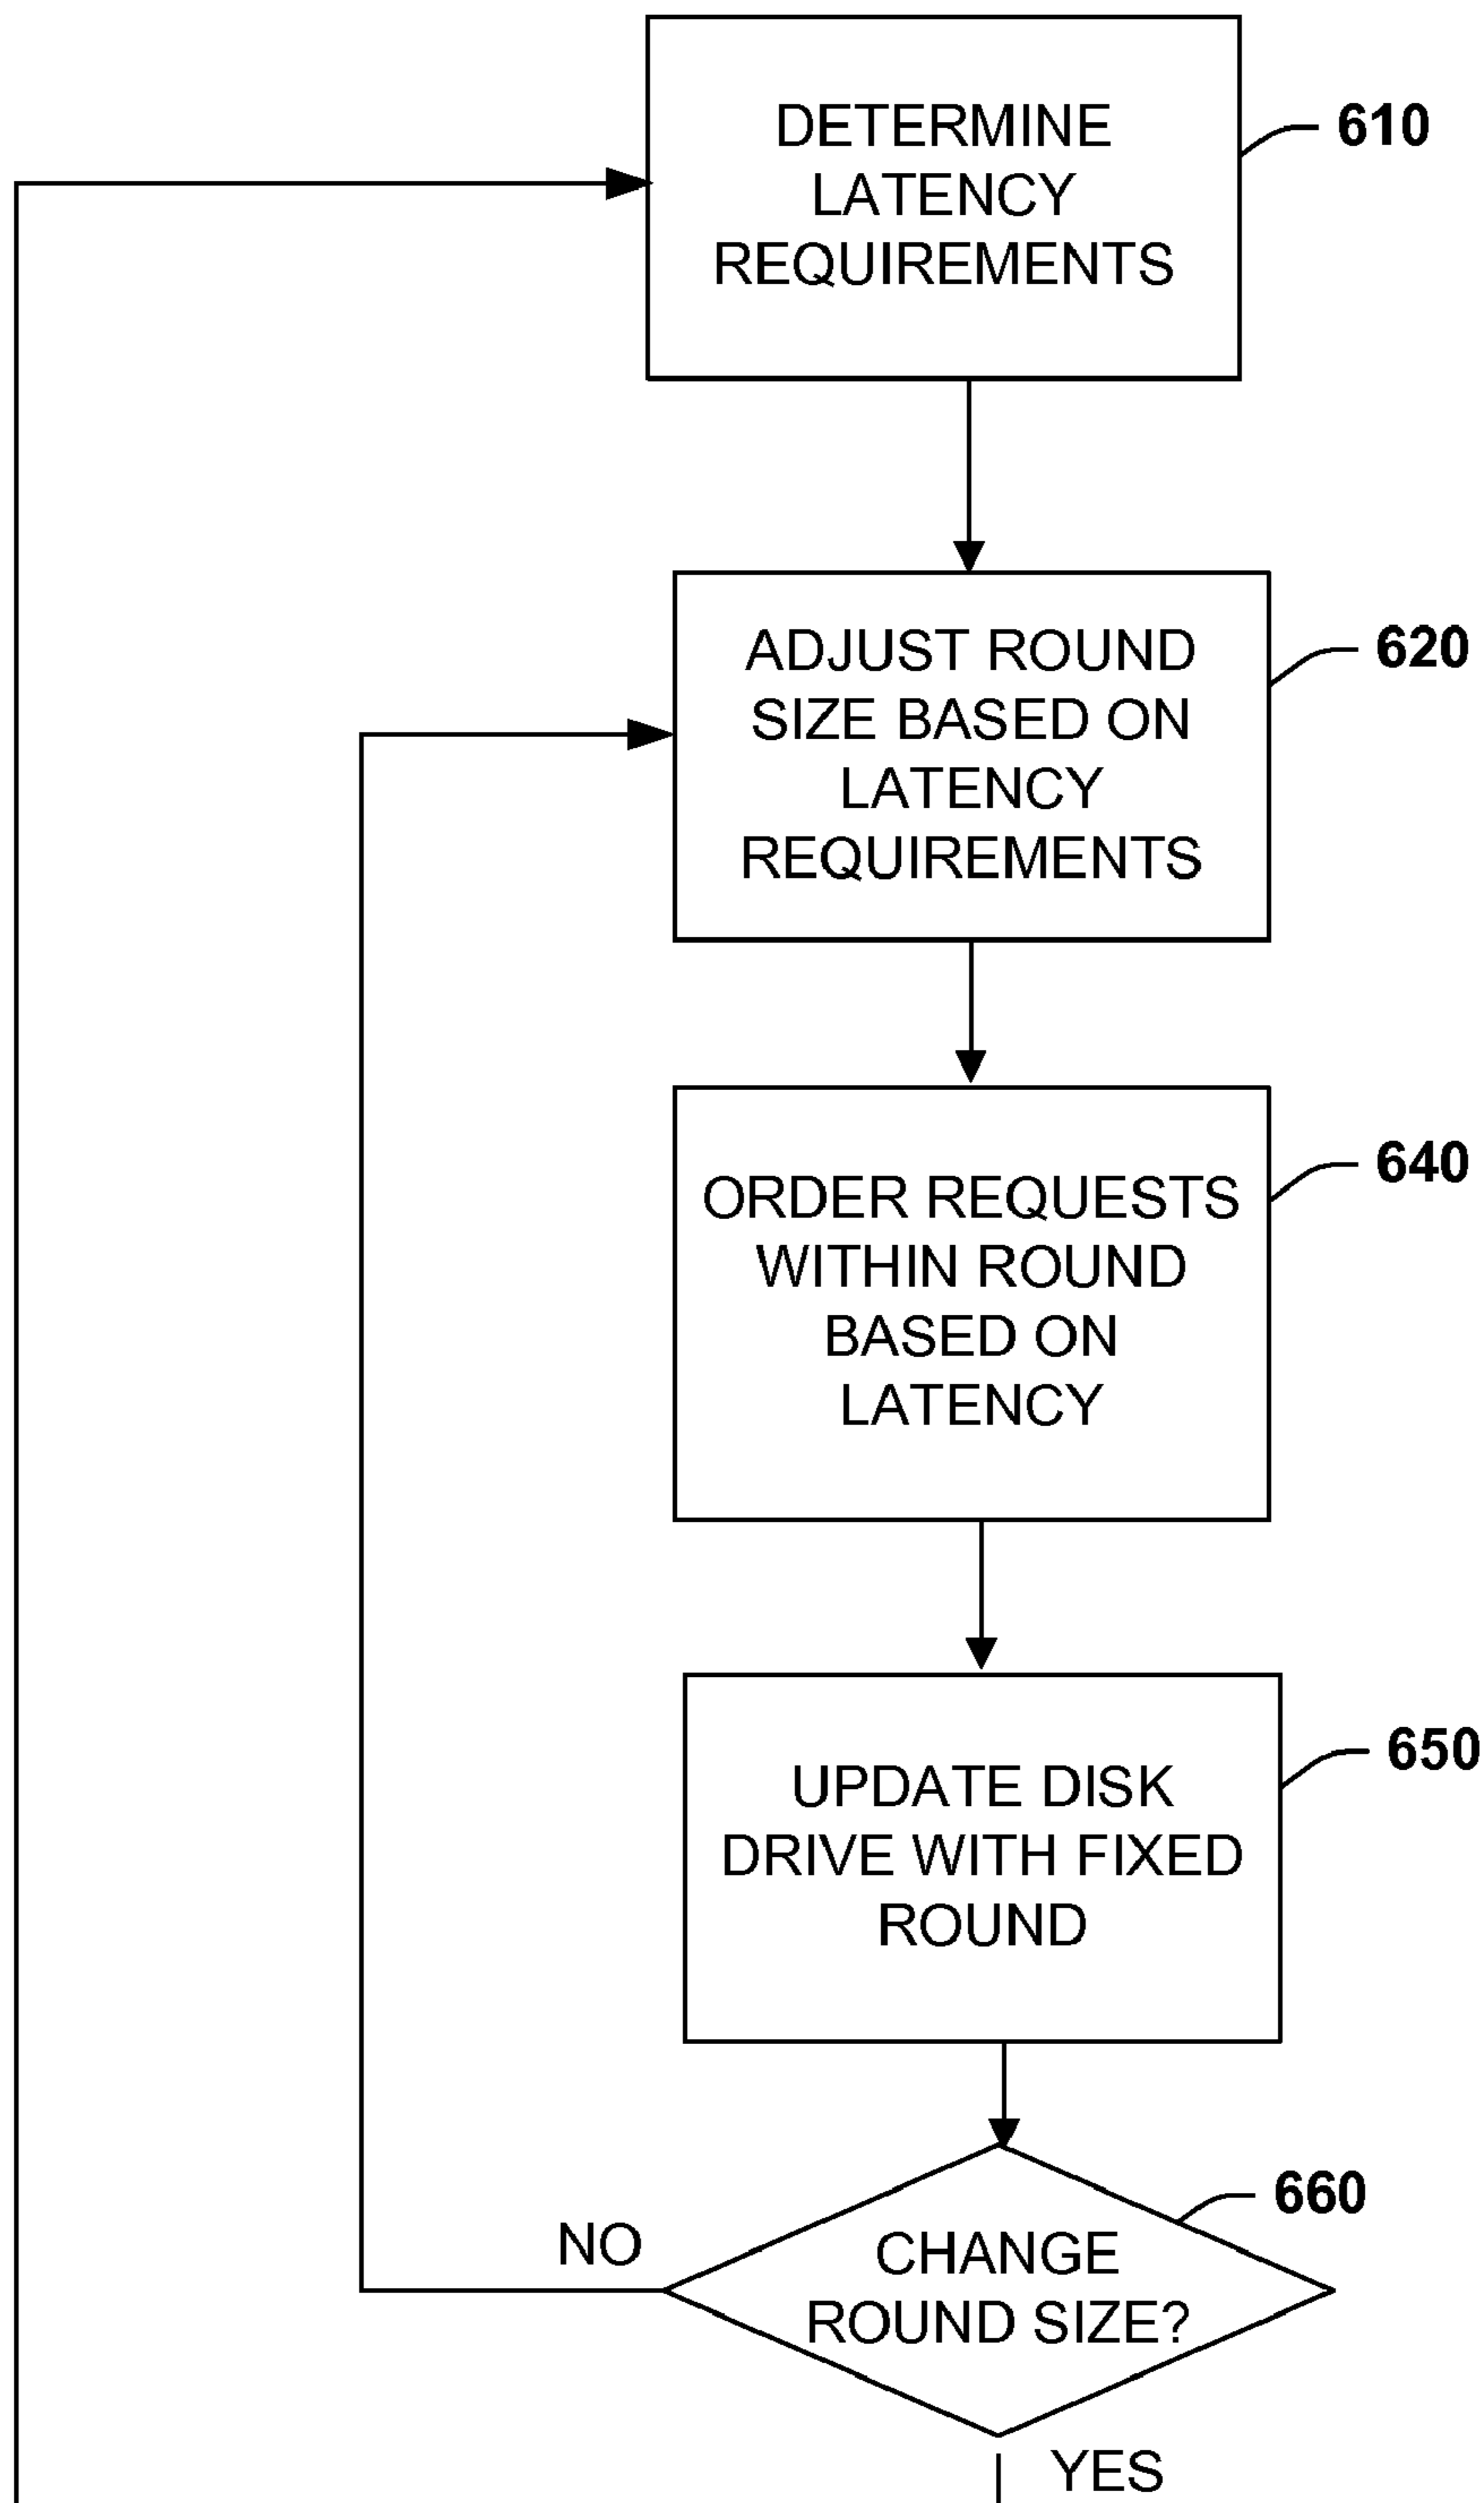 DETERMINE
LATENCY
REQUIREMENTS
610
ADJUST ROUND
SIZE BASED ON
LATENCY
REQUIREMENTS
620
ORDER REQUESTS
WITHIN ROUND
BASED ON
LATENCY
640
UPDATE DISK
DRIVE WITH FIXED
ROUND
650
CHANGE
ROUND SIZE?
660
NO
YES